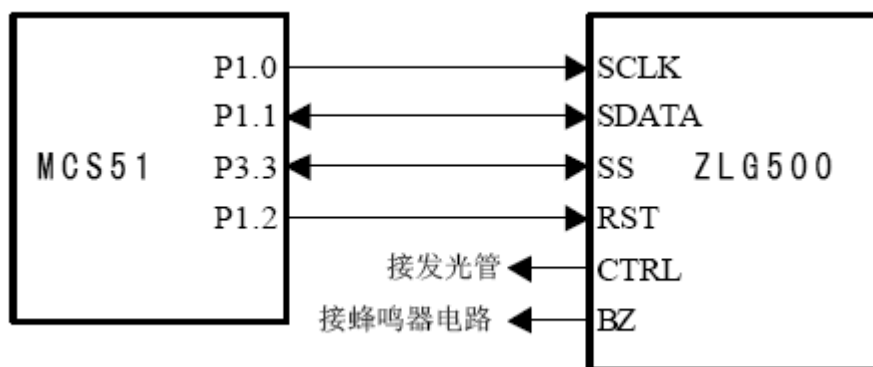 P1.0 SCLK
P1.1 SDATA
MCS51 P3.3 SS ZLG500
P1.2 RST
接发光管 CTRL
接蜂鸣器电路 BZ